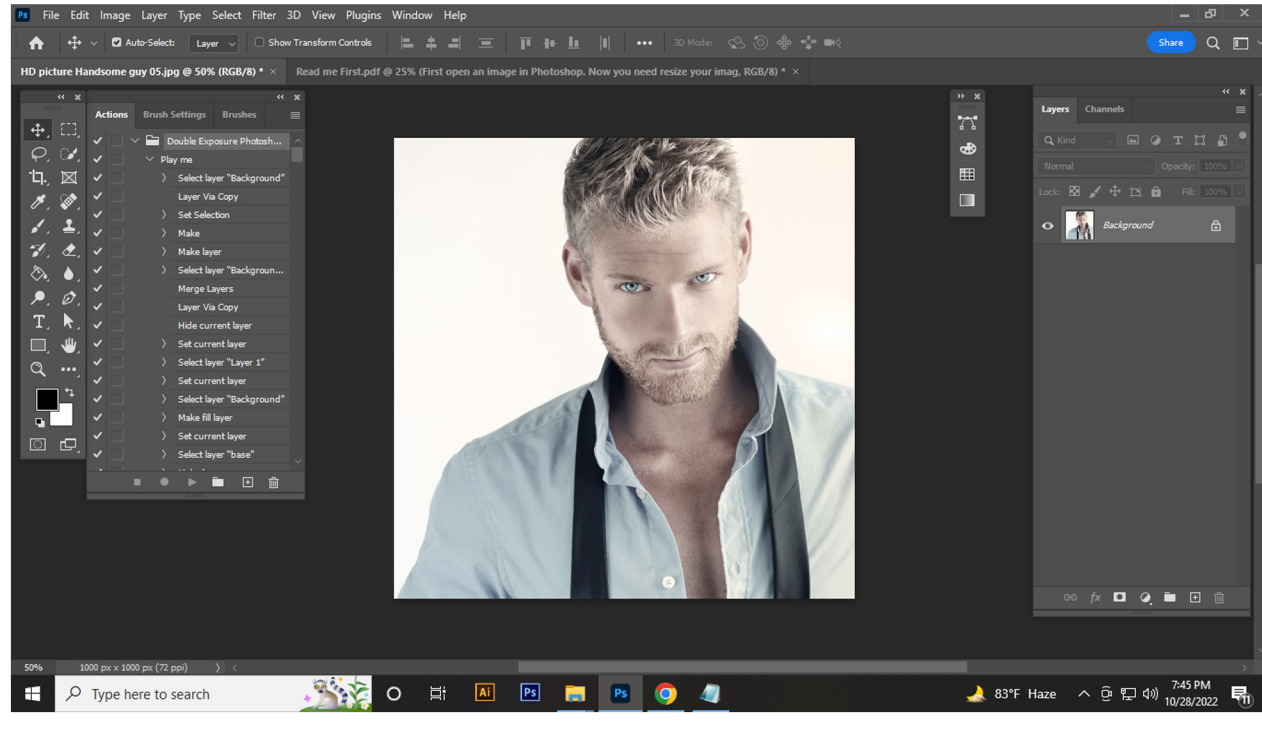 Ps File Edit Image Layer Type Select Filter 3D View Plugins Window Help
Auto-Select: Layer Show Transform Controls 3D Mode: Share
HD picture Handsome guy 05.jpg @ 50% (RGB/8) * × Read me First.pdf @ 25% (First open an image in Photoshop. Now you need resize your imag, RGB/8) * ×
Actions Brush Settings Brushes
Double Exposure Photosh...
Play me
Select layer "Background"
Layer Via Copy
Set Selection
Make
Make layer
Select layer "Backgroun...
Merge Layers
Layer Via Copy
Hide current layer
Set current layer
Select layer "Layer 1"
Set current layer
Select layer "Background"
Make fill layer
Set current layer
Select layer "base"
Layers Channels
Kind
Normal Opacity: 100%
Lock: Fill: 100%
Background
50% 1000 px x 1000 px (72 ppi)
Type here to search
Ai Ps Ps
83°F Haze
7:45 PM
10/28/2022
11